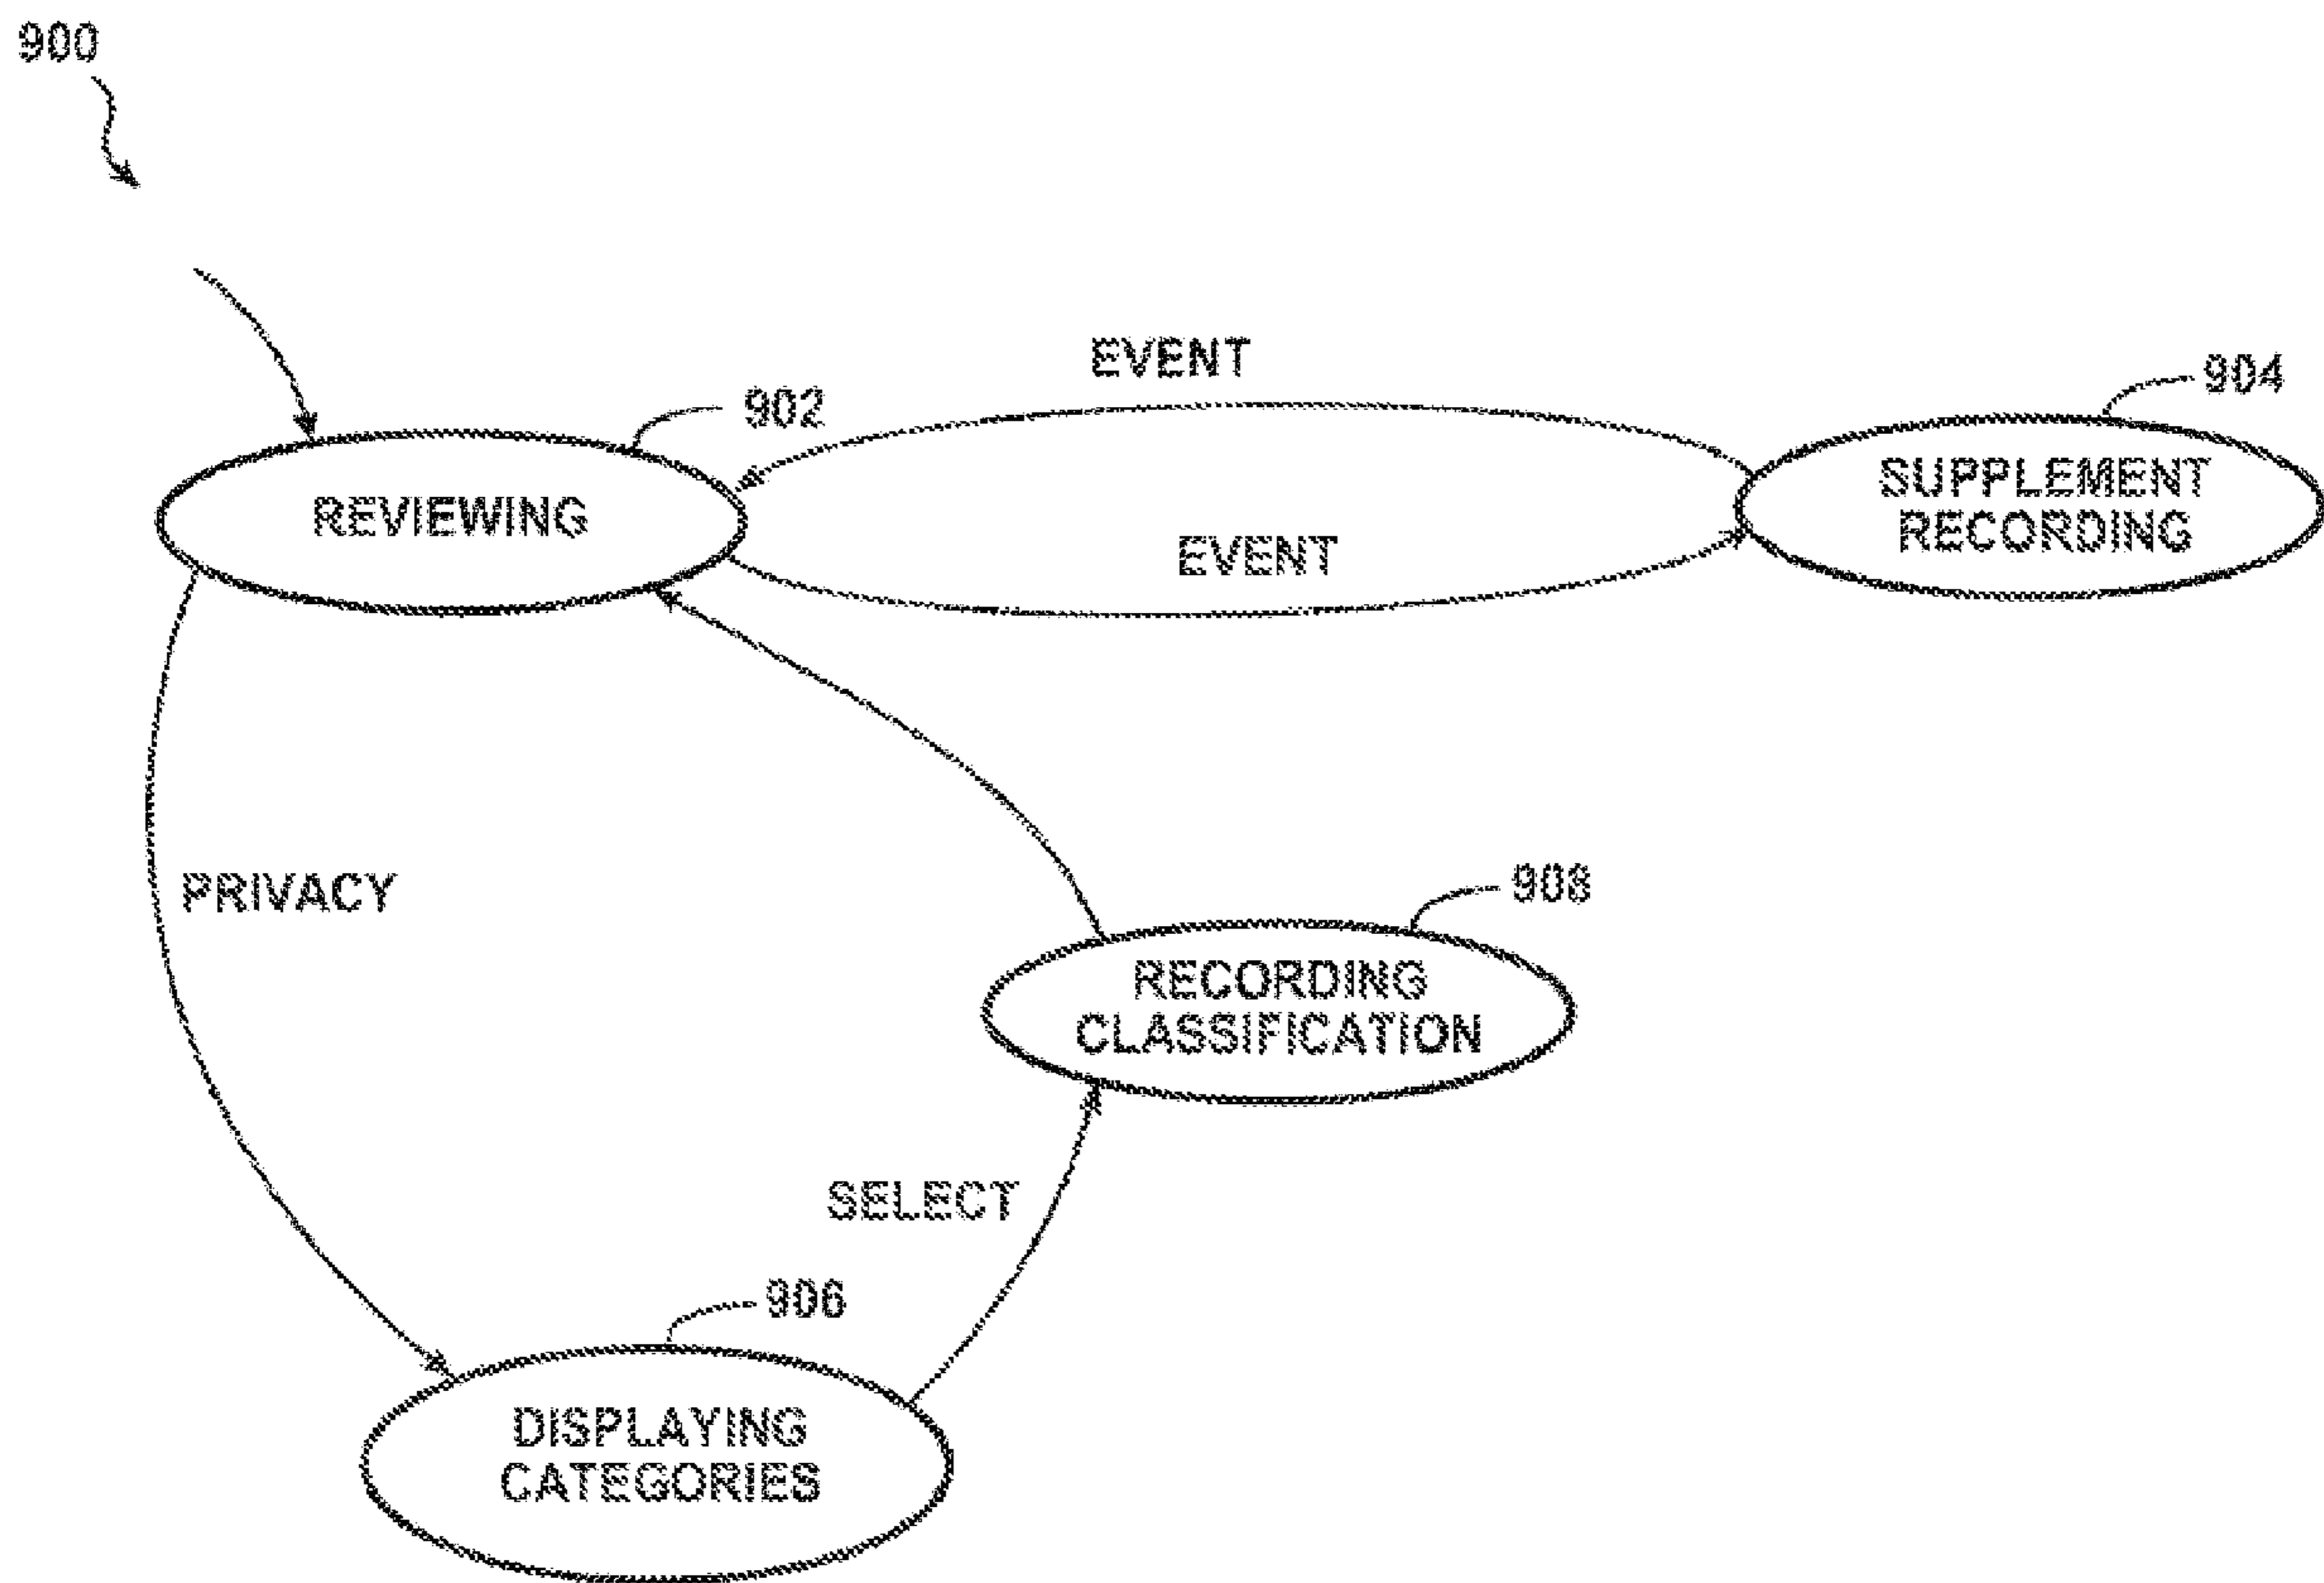 900
EVENT
904
902
SUPPLEMENT
RECORDING
REVIEWING
EVENT
PRIVACY
908
RECORDING
CLASSIFICATION
SELECT
906
DISPLAYING
CATEGORIES